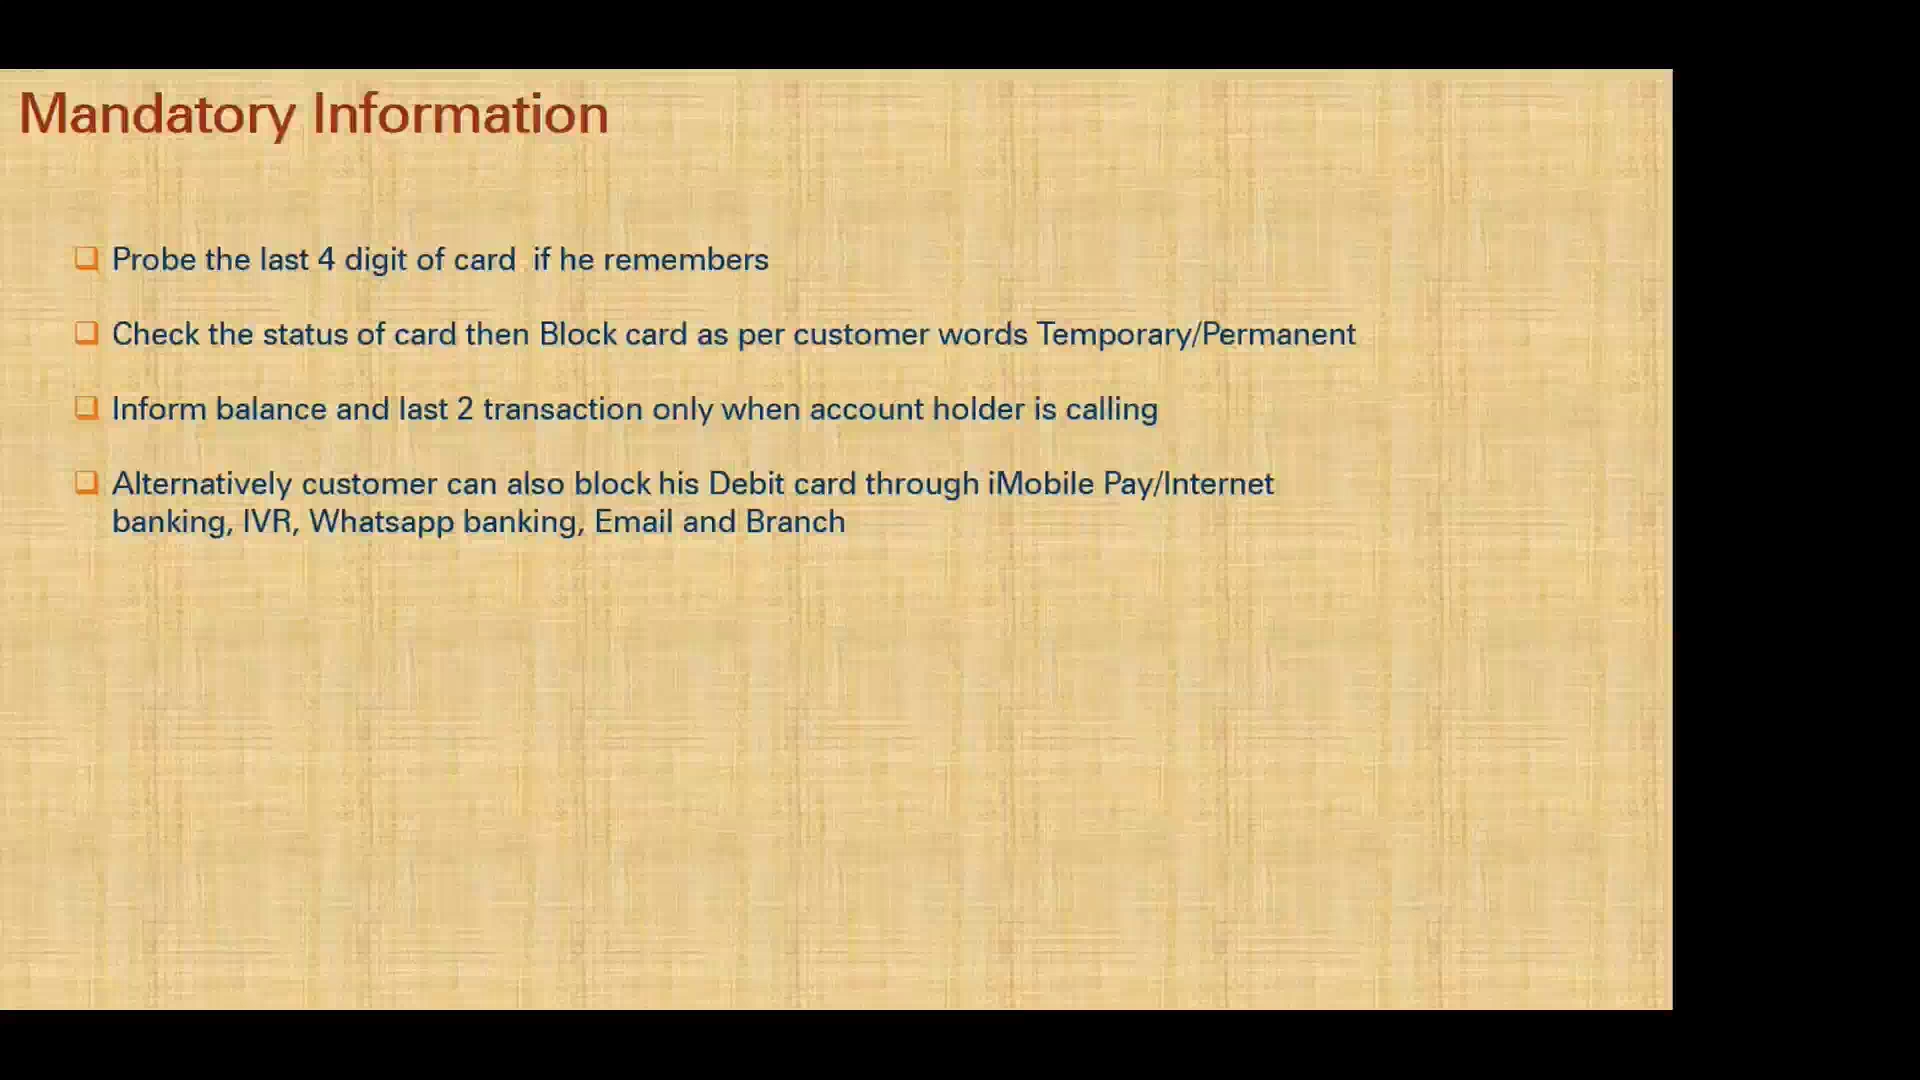 Mandatory Information
Probe the last 4 digit of card if he remembers
Check the status of card then Block card as per customer words Temporary/Permanent
Inform balance and last 2 transaction only when account holder is calling
Alternatively customer can also block his Debit card through iMobile Pay/Internet
banking, IVR, Whatsapp banking, Email and Branch